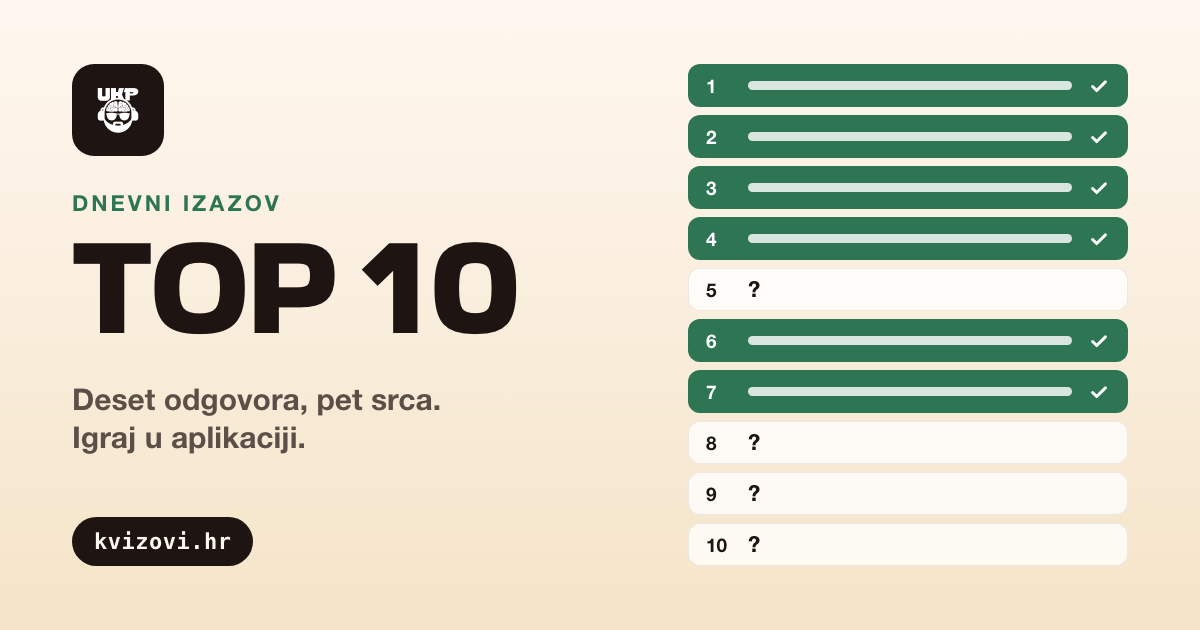 UKP
DNEVNI IZAZOV
TOP 10
Deset odgovora, pet srca.
Igraj u aplikaciji.
kvizovi.hr
1
2
3
4
5 ?
6
7
8 ?
9 ?
10 ?